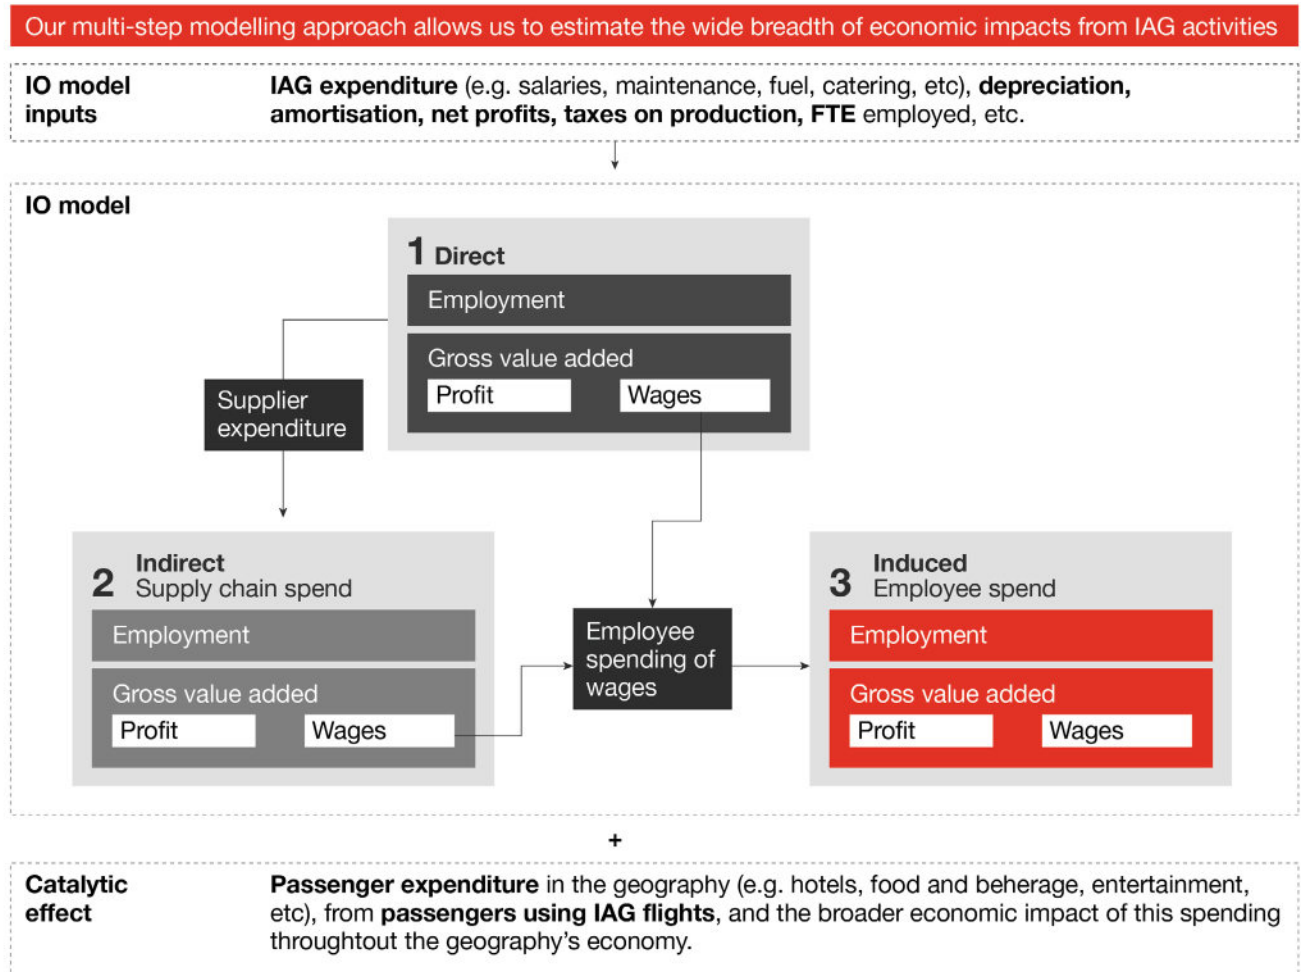 Our multi-step modelling approach allows us to estimate the wide breadth of economic impacts from IAG activities
IO model
inputs
IAG expenditure (e.g. salaries, maintenance, fuel, catering, etc), depreciation,
amortisation, net profits, taxes on production, FTE employed, etc.
IO model
1 Direct
Employment
Gross value added
Profit
Wages
Supplier
expenditure
2 Indirect
Supply chain spend
Employment
Gross value added
Profit
Wages
Employee
spending of
wages
3 Induced
Employee spend
Employment
Gross value added
Profit
Wages
+
Catalytic
effect
Passenger expenditure in the geography (e.g. hotels, food and beherage, entertainment,
etc), from passengers using IAG flights, and the broader economic impact of this spending
throughtout the geography's economy.